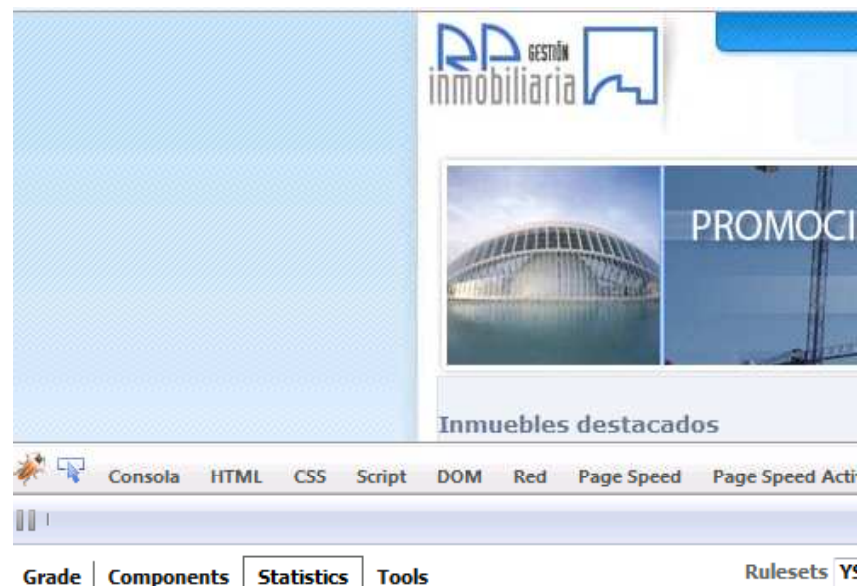 RP GESTIÓN
inmobiliaria
PROMOCI
Inmuebles destacados
Consola HTML CSS Script DOM Red Page Speed Page Speed Acti
Grade Components Statistics Tools Rulesets YS